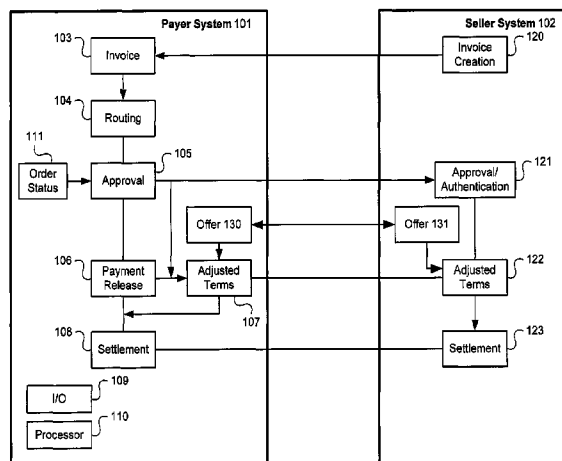 Payer System 101
Seller System 102
103
Invoice
Invoice
Creation
120
104
Routing
111
Order
Status
105
Approval
Approval/
Authentication
121
Offer 130
Offer 131
106
Payment
Release
Adjusted
Terms
107
Adjusted
Terms
122
108
Settlement
Settlement
123
109
I/O
110
Processor